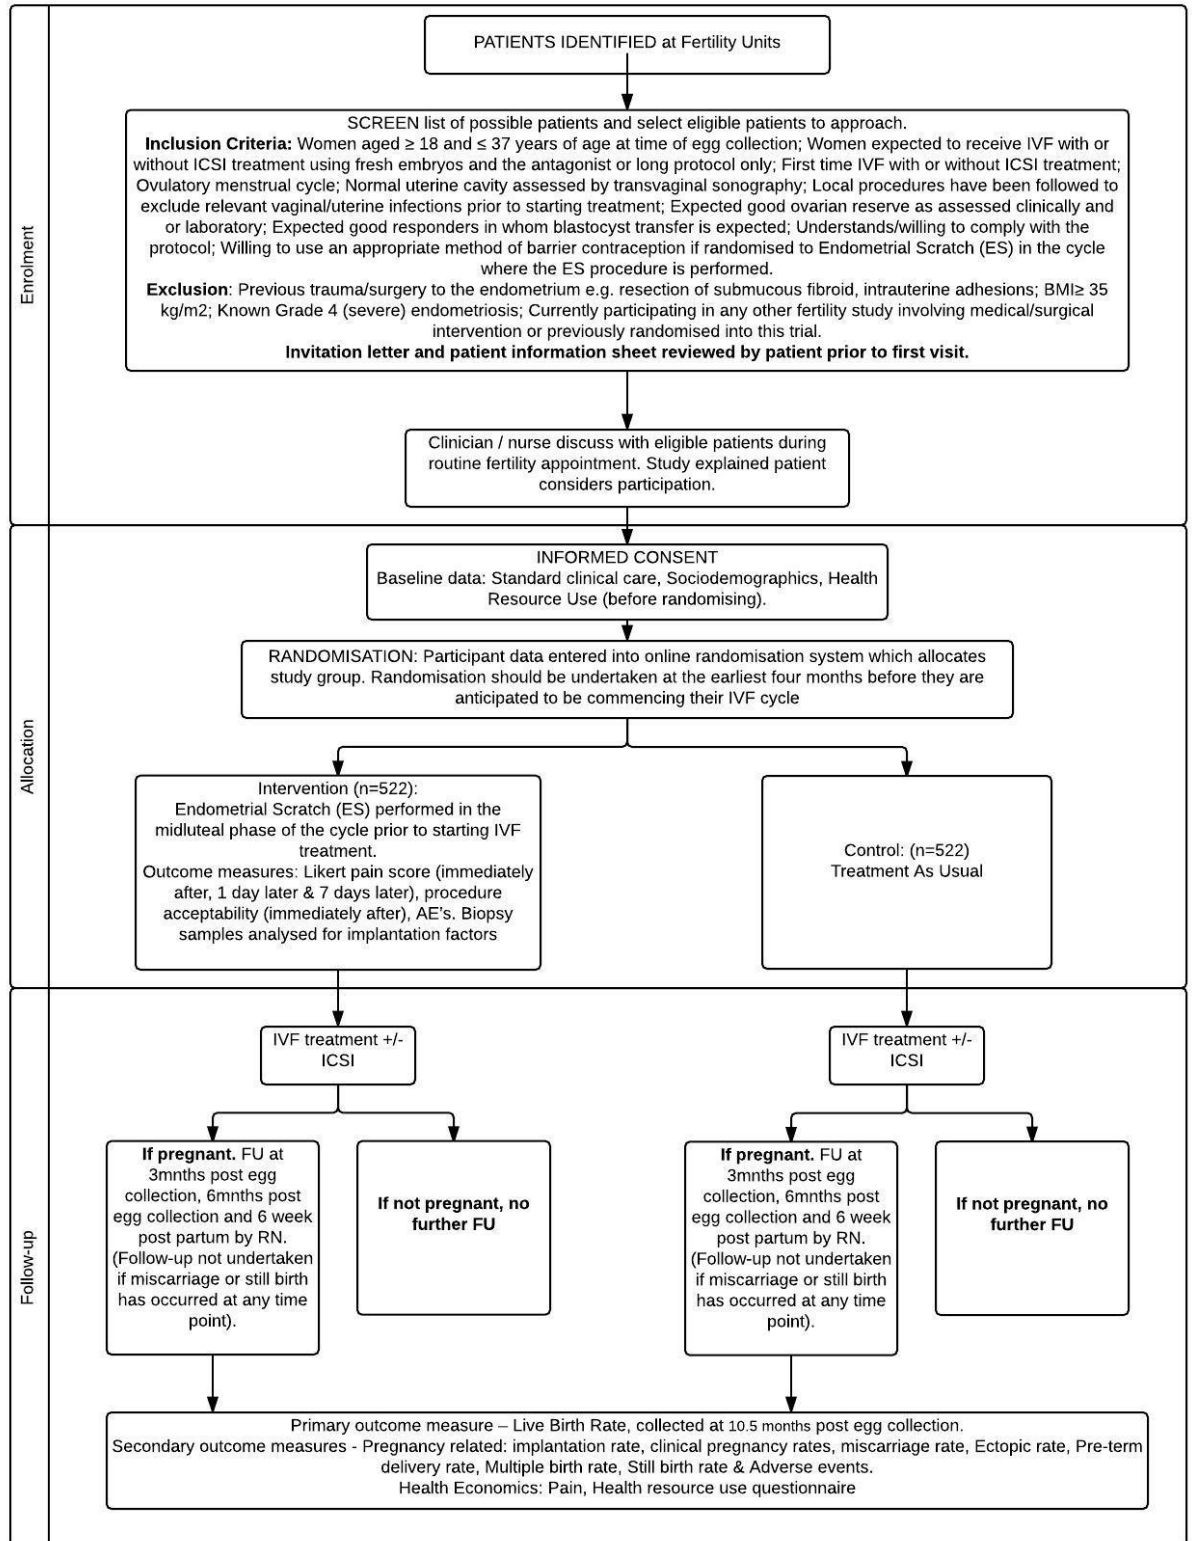 PATIENTS IDENTIFIED at Fertility Units
Enrolment
SCREEN list of possible patients and select eligible patients to approach.
Inclusion Criteria: Women aged ≥ 18 and ≤ 37 years of age at time of egg collection; Women expected to receive IVF with or
without ICSI treatment using fresh embryos and the antagonist or long protocol only; First time IVF with or without ICSI treatment;
Ovulatory menstrual cycle; Normal uterine cavity assessed by transvaginal sonography; Local procedures have been followed to
exclude relevant vaginal/uterine infections prior to starting treatment; Expected good ovarian reserve as assessed clinically and
or laboratory; Expected good responders in whom blastocyst transfer is expected; Understands/willing to comply with the
protocol; Willing to use an appropriate method of barrier contraception if randomised to Endometrial Scratch (ES) in the cycle
where the ES procedure is performed.
Exclusion: Previous trauma/surgery to the endometrium e.g. resection of submucous fibroid, intrauterine adhesions; BMI≥ 35
kg/m2; Known Grade 4 (severe) endometriosis; Currently participating in any other fertility study involving medical/surgical
intervention or previously randomised into this trial.
Invitation letter and patient information sheet reviewed by patient prior to first visit.
Clinician / nurse discuss with eligible patients during
routine fertility appointment. Study explained patient
considers participation.
Allocation
INFORMED CONSENT
Baseline data: Standard clinical care, Sociodemographics, Health
Resource Use (before randomising).
RANDOMISATION: Participant data entered into online randomisation system which allocates
study group. Randomisation should be undertaken at the earliest four months before they are
anticipated to be commencing their IVF cycle
Intervention (n=522):
Endometrial Scratch (ES) performed in the
midluteal phase of the cycle prior to starting IVF
treatment.
Outcome measures: Likert pain score (immediately
after, 1 day later & 7 days later), procedure
acceptability (immediately after), AE's. Biopsy
samples analysed for implantation factors
Control: (n=522)
Treatment As Usual
Follow-up
IVF treatment +/-
ICSI
IVF treatment +/-
ICSI
If pregnant. FU at
3mnths post egg
collection, 6mnths post
egg collection and 6 week
post partum by RN.
(Follow-up not undertaken
if miscarriage or still birth
has occurred at any time
point).
If not pregnant, no
further FU
If pregnant. FU at
3mnths post egg
collection, 6mnths post
egg collection and 6 week
post partum by RN.
(Follow-up not undertaken
if miscarriage or still birth
has occurred at any time
point).
If not pregnant, no
further FU
Primary outcome measure – Live Birth Rate, collected at 10.5 months post egg collection.
Secondary outcome measures - Pregnancy related: implantation rate, clinical pregnancy rates, miscarriage rate, Ectopic rate, Pre-term
delivery rate, Multiple birth rate, Still birth rate & Adverse events.
Health Economics: Pain, Health resource use questionnaire